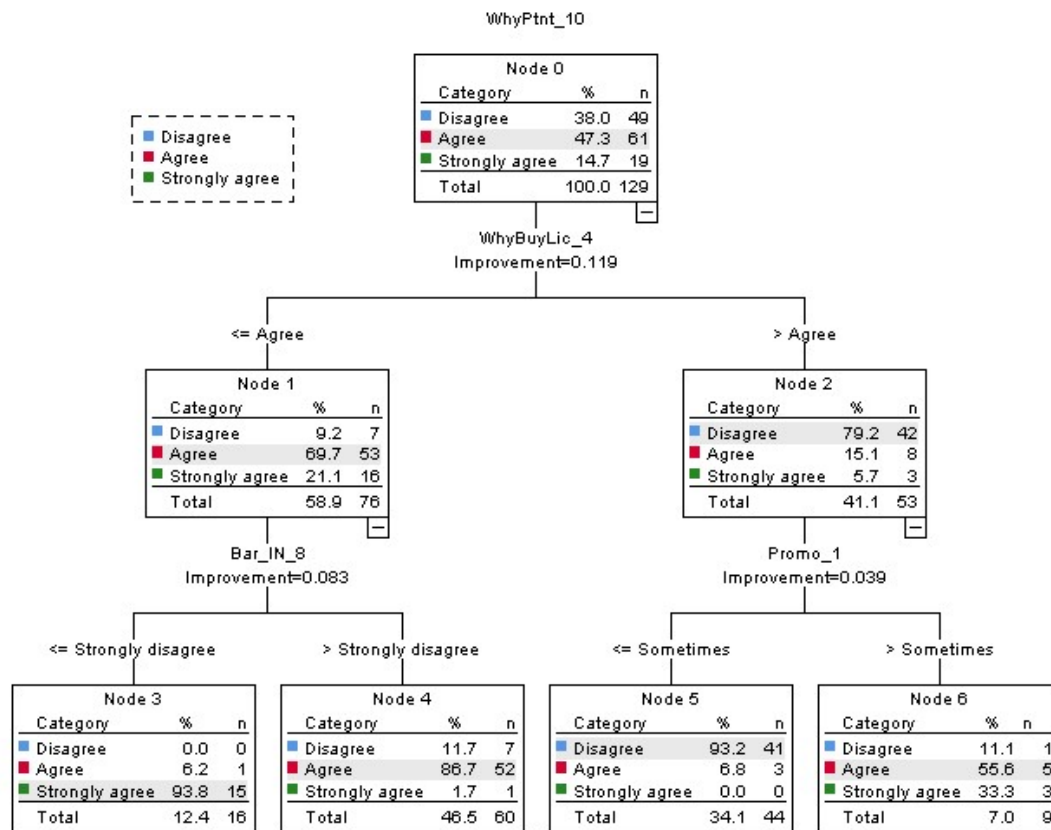 WhyPtnt_10
Node 0
Category % n
Disagree 38.0 49
Agree 47.3 61
Strongly agree 14.7 19
Total 100.0 129
Disagree
Agree
Strongly agree
WhyBuyLic_4
Improvement=0.119
<= Agree
> Agree
Node 1
Category % n
Disagree 9.2 7
Agree 69.7 53
Strongly agree 21.1 16
Total 58.9 76
Node 2
Category % n
Disagree 79.2 42
Agree 15.1 8
Strongly agree 5.7 3
Total 41.1 53
Bar_IN_8
Improvement=0.083
Promo_1
Improvement=0.039
<= Strongly disagree
> Strongly disagree
<= Sometimes
> Sometimes
Node 3
Category % n
Disagree 0.0 0
Agree 6.2 1
Strongly agree 93.8 15
Total 12.4 16
Node 4
Category % n
Disagree 11.7 7
Agree 86.7 52
Strongly agree 1.7 1
Total 46.5 60
Node 5
Category % n
Disagree 93.2 41
Agree 6.8 3
Strongly agree 0.0 0
Total 34.1 44
Node 6
Category % n
Disagree 11.1 1
Agree 55.6 5
Strongly agree 33.3 3
Total 7.0 9